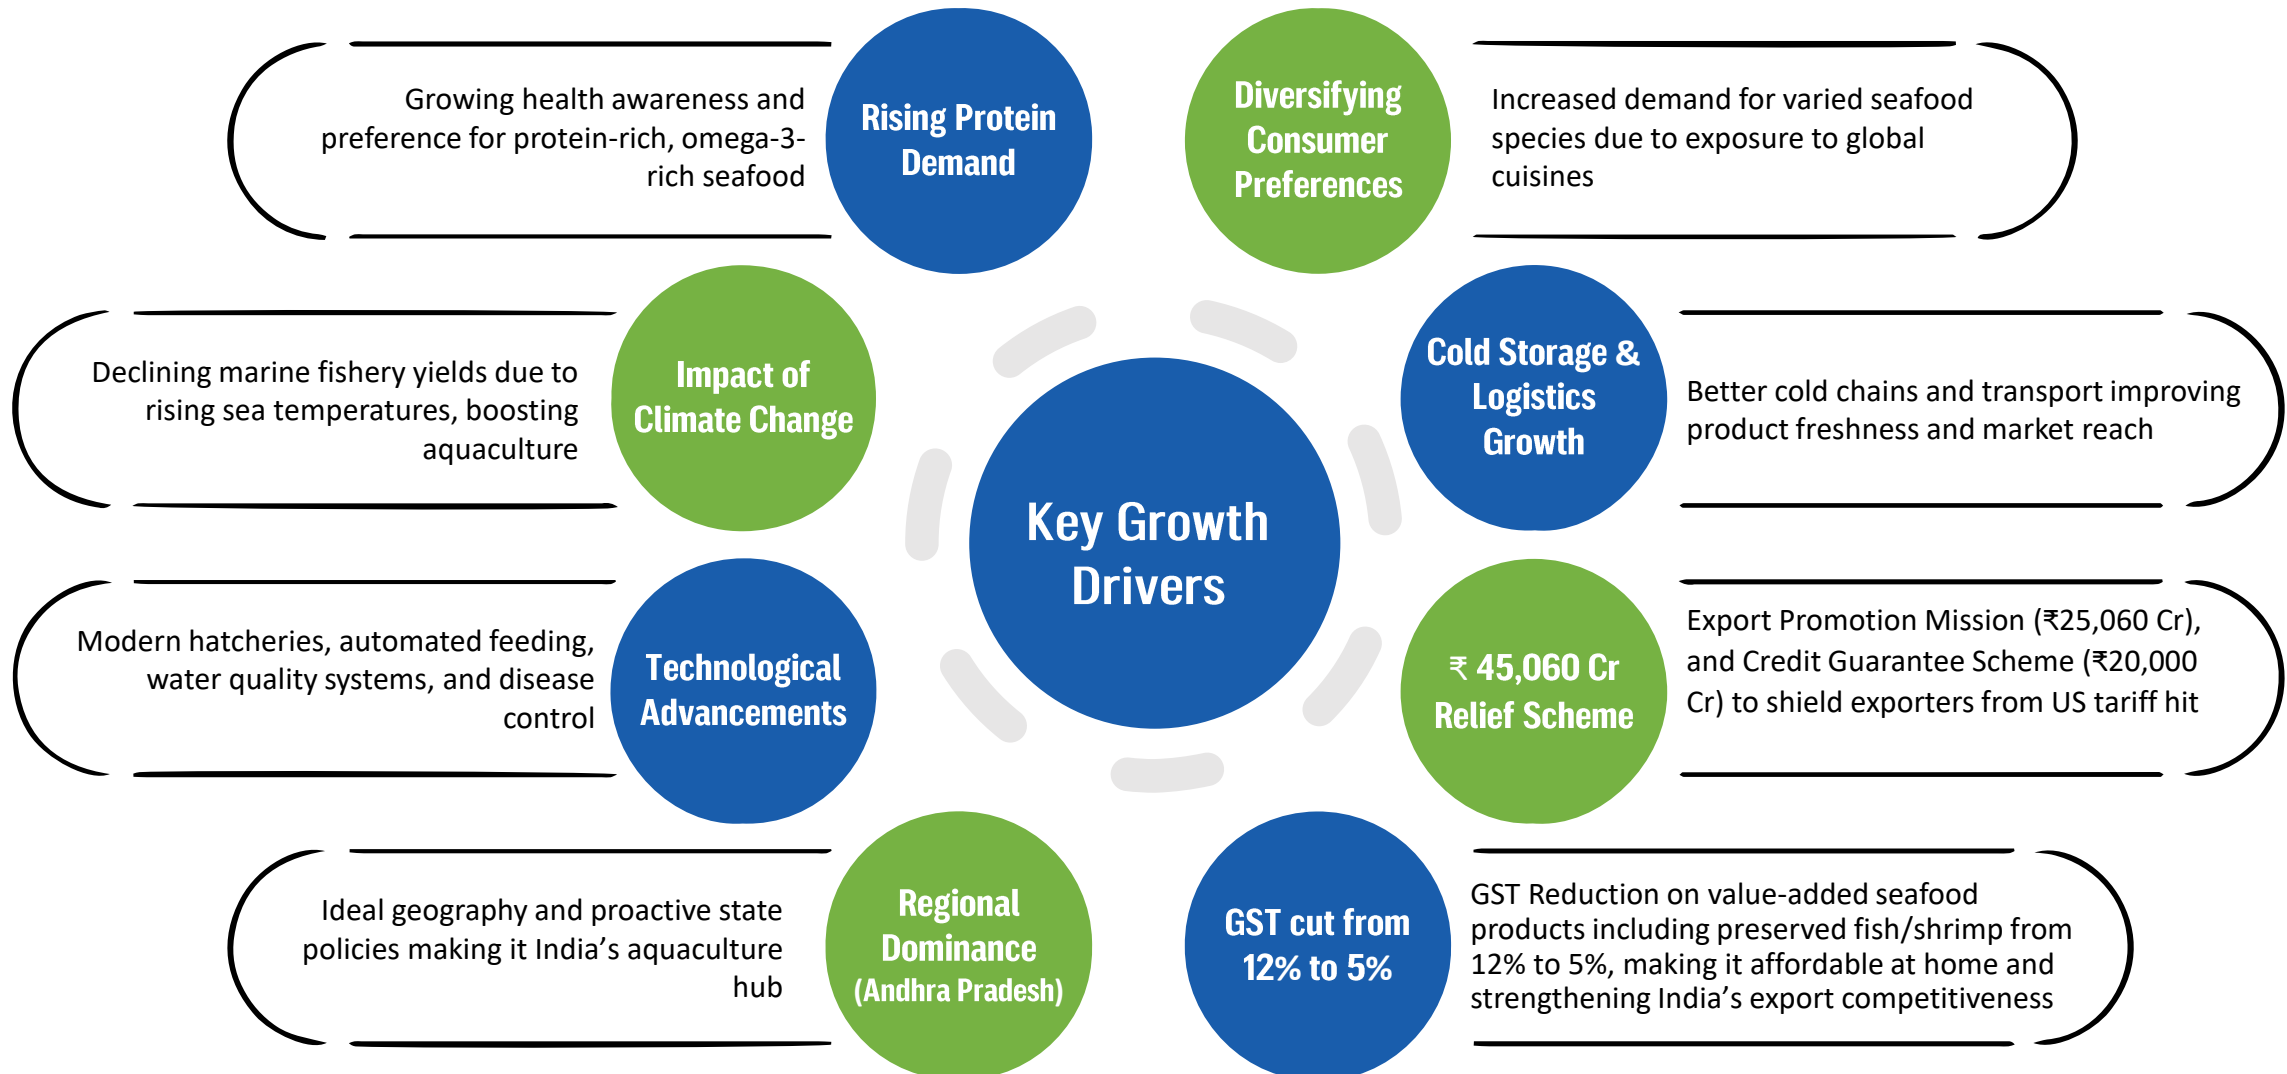 Growing health awareness and
preference for protein-rich, omega-3-
rich seafood
Rising Protein
Demand
Diversifying
Consumer
Preferences
Increased demand for varied seafood
species due to exposure to global
cuisines
Declining marine fishery yields due to
rising sea temperatures, boosting
aquaculture
Impact of
Climate Change
Cold Storage &
Logistics
Growth
Better cold chains and transport improving
product freshness and market reach
Key Growth
Drivers
Modern hatcheries, automated feeding,
water quality systems, and disease
control
Technological
Advancements
₹ 45,060 Cr
Relief Scheme
Export Promotion Mission (₹25,060 Cr),
and Credit Guarantee Scheme (₹20,000
Cr) to shield exporters from US tariff hit
Ideal geography and proactive state
policies making it India’s aquaculture
hub
Regional
Dominance
(Andhra Pradesh)
GST cut from
12% to 5%
GST Reduction on value-added seafood
products including preserved fish/shrimp from
12% to 5%, making it affordable at home and
strengthening India’s export competitiveness